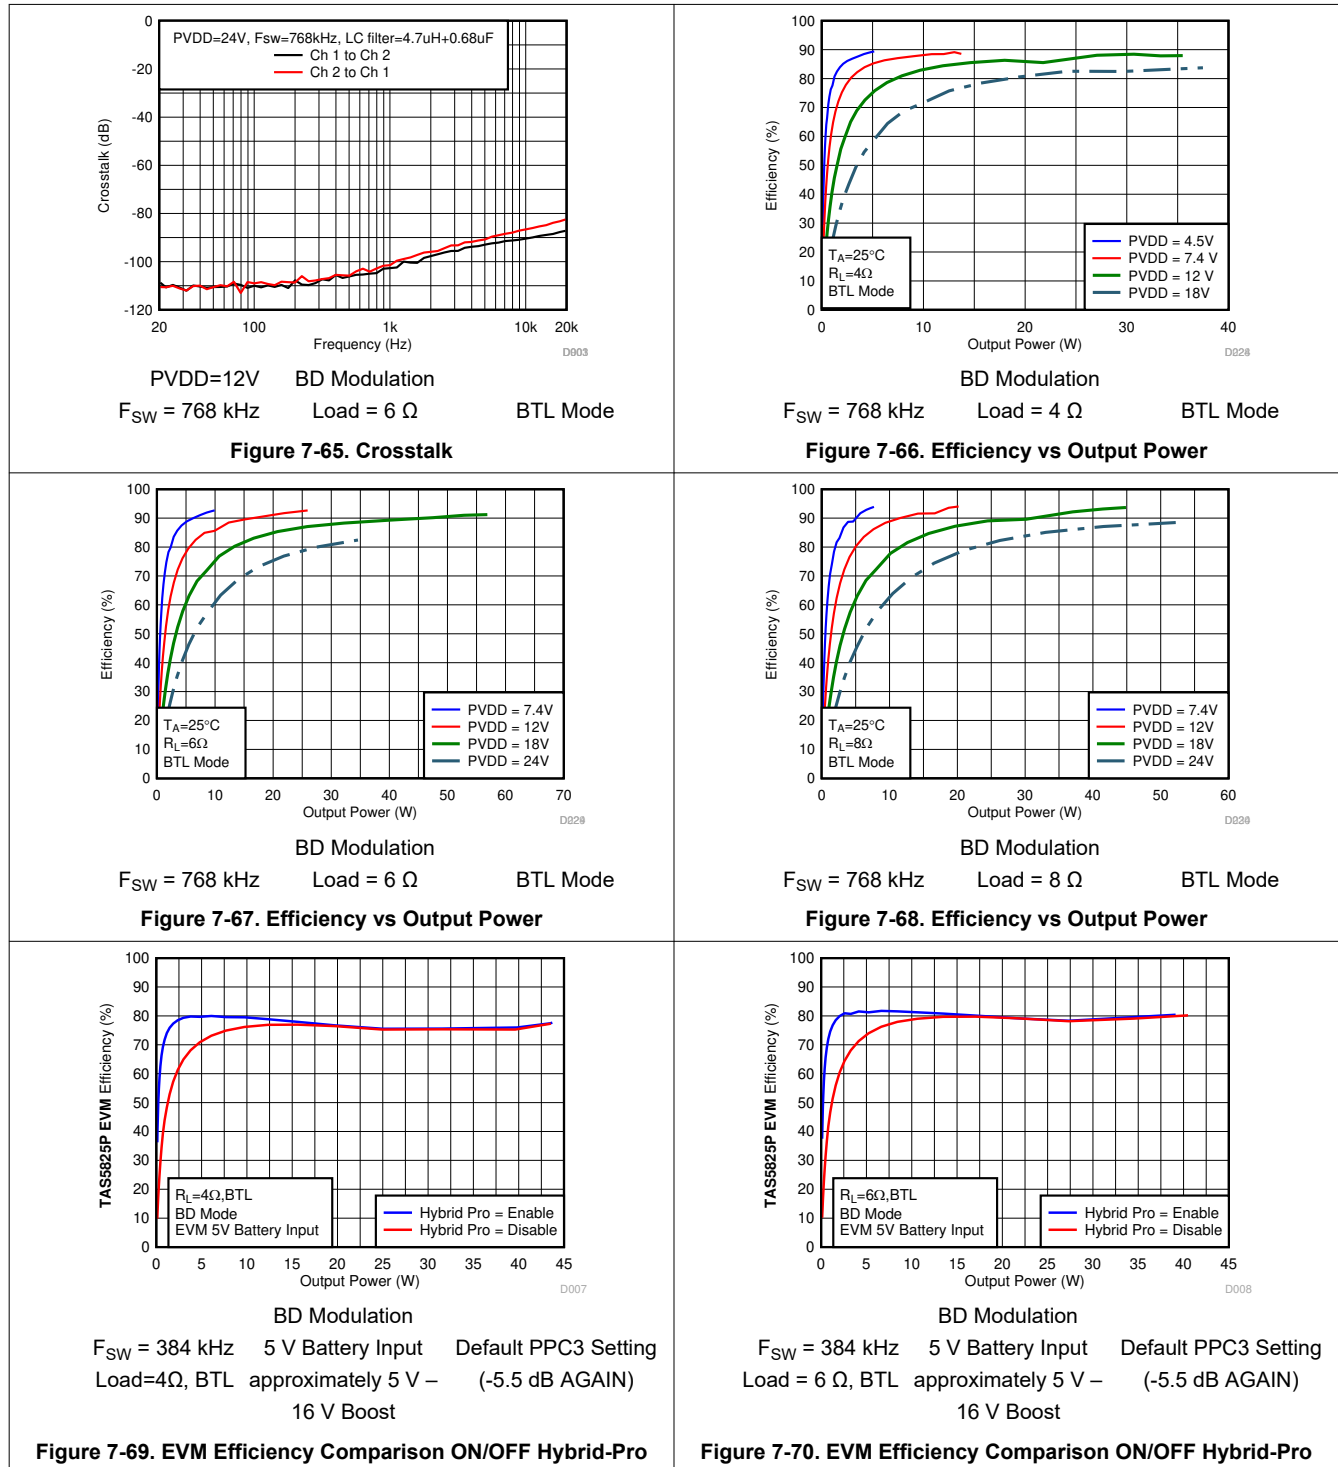 0
-20
-40
-60
-80
-100
-120
Crosstalk (dB)
PVDD=24V, Fsw=768kHz, LC filter=4.7uH+0.68uF
Ch 1 to Ch 2
Ch 2 to Ch 1
20 100 1k 10k 20k
Frequency (Hz)
PVDD=12V BD Modulation
FSW = 768 kHz Load = 6 Ω BTL Mode
Figure 7-65. Crosstalk
100
90
80
70
60
50
40
30
20
10
0
Efficiency (%)
TA=25°C
RL=4Ω
BTL Mode
PVDD = 4.5V
PVDD = 7.4 V
PVDD = 12 V
PVDD = 18V
0 10 20 30 40
Output Power (W)
BD Modulation
FSW = 768 kHz Load = 4 Ω BTL Mode
Figure 7-66. Efficiency vs Output Power
100
90
80
70
60
50
40
30
20
10
0
Efficiency (%)
TA=25°C
RL=6Ω
BTL Mode
PVDD = 7.4V
PVDD = 12V
PVDD = 18V
PVDD = 24V
0 10 20 30 40 50 60 70
Output Power (W)
BD Modulation
FSW = 768 kHz Load = 6 Ω BTL Mode
Figure 7-67. Efficiency vs Output Power
100
90
80
70
60
50
40
30
20
10
0
Efficiency (%)
TA=25°C
RL=8Ω
BTL Mode
PVDD = 7.4V
PVDD = 12V
PVDD = 18V
PVDD = 24V
0 10 20 30 40 50 60
Output Power (W)
BD Modulation
FSW = 768 kHz Load = 8 Ω BTL Mode
Figure 7-68. Efficiency vs Output Power
100
90
80
70
60
50
40
30
20
10
0
TAS5825P EVM Efficiency (%)
RL=4Ω,BTL
BD Mode
EVM 5V Battery Input
Hybrid Pro = Enable
Hybrid Pro = Disable
0 5 10 15 20 25 30 35 40 45
Output Power (W)
D007
BD Modulation
FSW = 384 kHz 5 V Battery Input Default PPC3 Setting
Load=4Ω, BTL approximately 5 V – (-5.5 dB AGAIN)
16 V Boost
Figure 7-69. EVM Efficiency Comparison ON/OFF Hybrid-Pro
100
90
80
70
60
50
40
30
20
10
0
TAS5825P EVM Efficiency (%)
RL=6Ω,BTL
BD Mode
EVM 5V Battery Input
Hybrid Pro = Enable
Hybrid Pro = Disable
0 5 10 15 20 25 30 35 40 45
Output Power (W)
D008
BD Modulation
FSW = 384 kHz 5 V Battery Input Default PPC3 Setting
Load = 6 Ω, BTL approximately 5 V – (-5.5 dB AGAIN)
16 V Boost
Figure 7-70. EVM Efficiency Comparison ON/OFF Hybrid-Pro